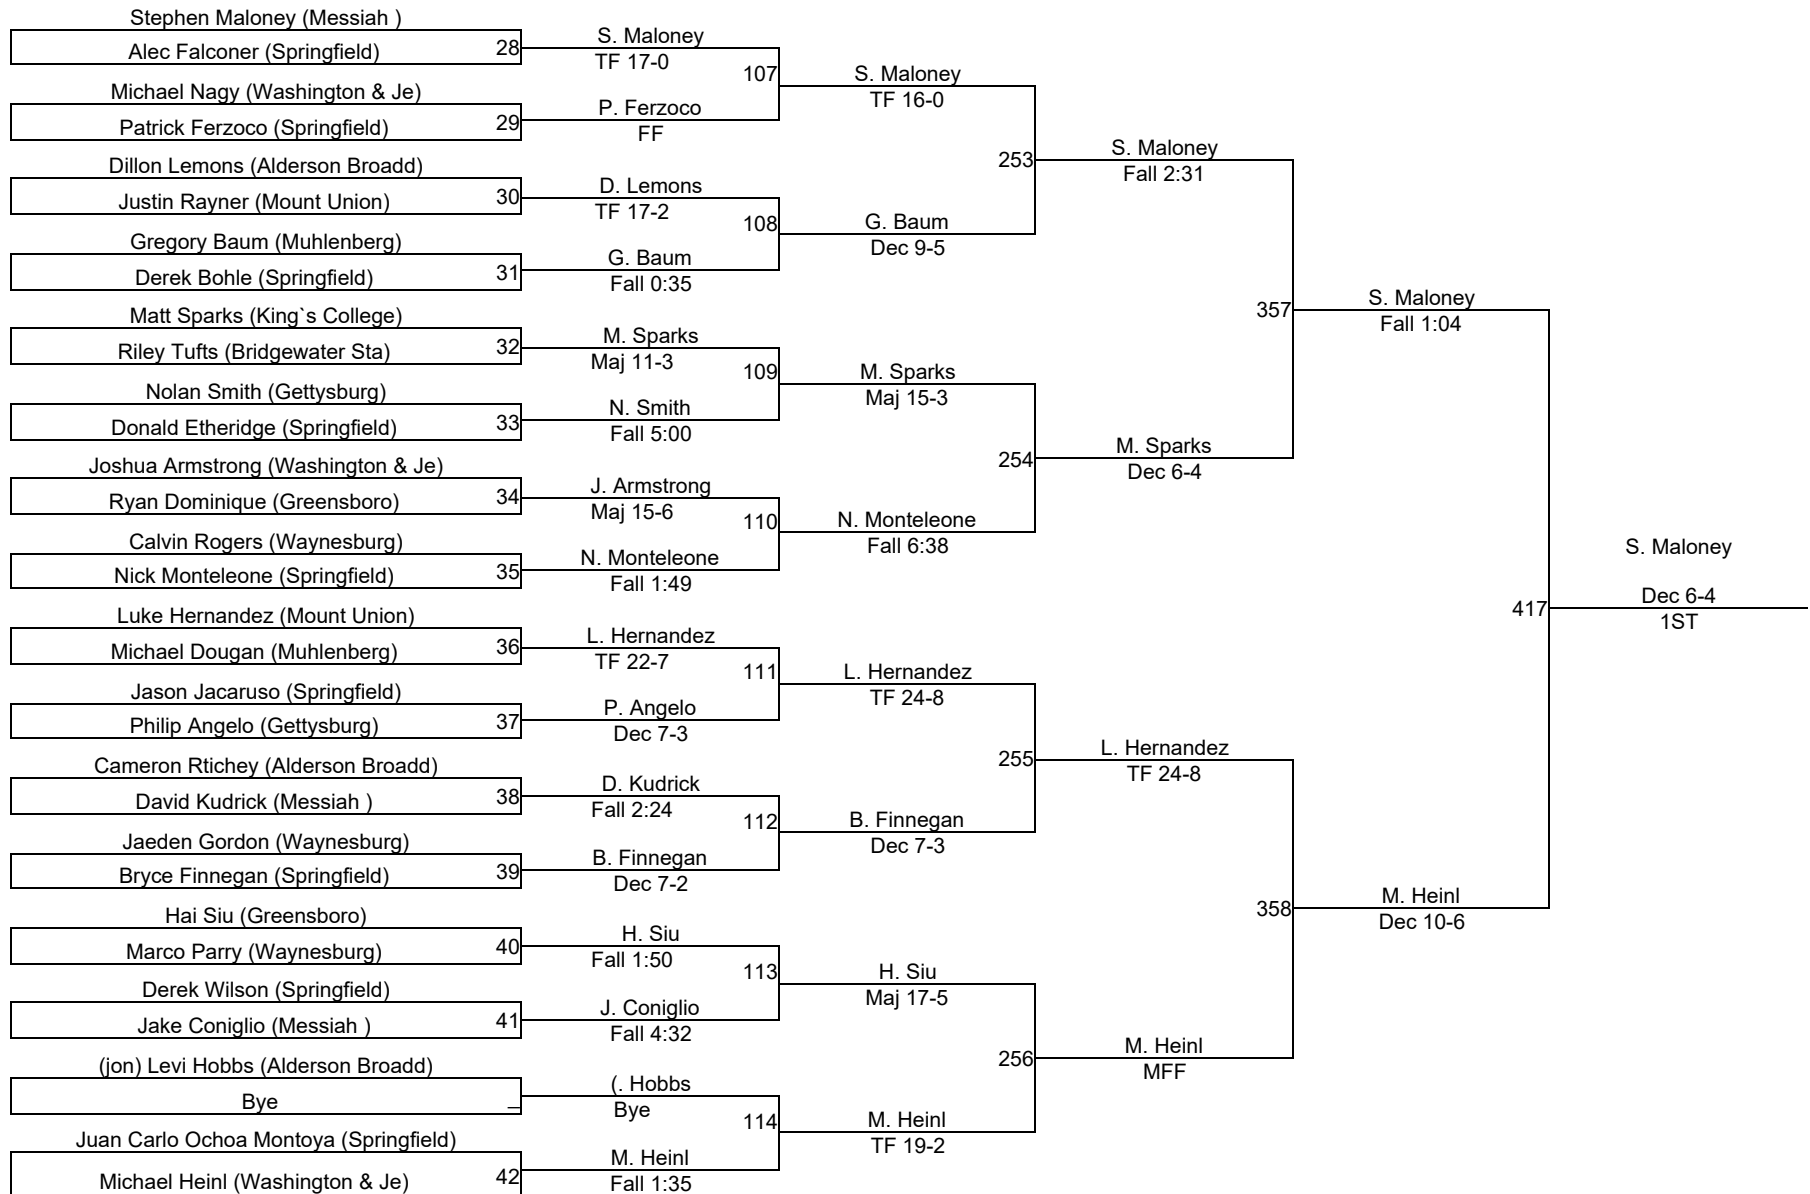 Stephen Maloney (Messiah )
Alec Falconer (Springfield)
28
Michael Nagy (Washington & Je)
Patrick Ferzoco (Springfield)
29
Dillon Lemons (Alderson Broadd)
Justin Rayner (Mount Union)
30
Gregory Baum (Muhlenberg)
Derek Bohle (Springfield)
31
Matt Sparks (King`s College)
Riley Tufts (Bridgewater Sta)
32
Nolan Smith (Gettysburg)
Donald Etheridge (Springfield)
33
Joshua Armstrong (Washington & Je)
Ryan Dominique (Greensboro)
34
Calvin Rogers (Waynesburg)
Nick Monteleone (Springfield)
35
Luke Hernandez (Mount Union)
Michael Dougan (Muhlenberg)
36
Jason Jacaruso (Springfield)
Philip Angelo (Gettysburg)
37
Cameron Rtichey (Alderson Broadd)
David Kudrick (Messiah )
38
Jaeden Gordon (Waynesburg)
Bryce Finnegan (Springfield)
39
Hai Siu (Greensboro)
Marco Parry (Waynesburg)
40
Derek Wilson (Springfield)
Jake Coniglio (Messiah )
41
(jon) Levi Hobbs (Alderson Broadd)
Bye
_
Juan Carlo Ochoa Montoya (Springfield)
Michael Heinl (Washington & Je)
42
S. Maloney
TF 17-0
107
P. Ferzoco
FF
D. Lemons
TF 17-2
108
G. Baum
Fall 0:35
M. Sparks
Maj 11-3
109
N. Smith
Fall 5:00
J. Armstrong
Maj 15-6
110
N. Monteleone
Fall 1:49
L. Hernandez
TF 22-7
111
P. Angelo
Dec 7-3
D. Kudrick
Fall 2:24
112
B. Finnegan
Dec 7-2
H. Siu
Fall 1:50
113
J. Coniglio
Fall 4:32
(. Hobbs
Bye
114
M. Heinl
Fall 1:35
S. Maloney
TF 16-0
253
G. Baum
Dec 9-5
M. Sparks
Maj 15-3
254
N. Monteleone
Fall 6:38
L. Hernandez
TF 24-8
255
B. Finnegan
Dec 7-3
H. Siu
Maj 17-5
256
M. Heinl
TF 19-2
S. Maloney
Fall 2:31
357
M. Sparks
Dec 6-4
L. Hernandez
TF 24-8
358
M. Heinl
MFF
S. Maloney
Fall 1:04
417
M. Heinl
Dec 10-6
S. Maloney
Dec 6-4
1ST